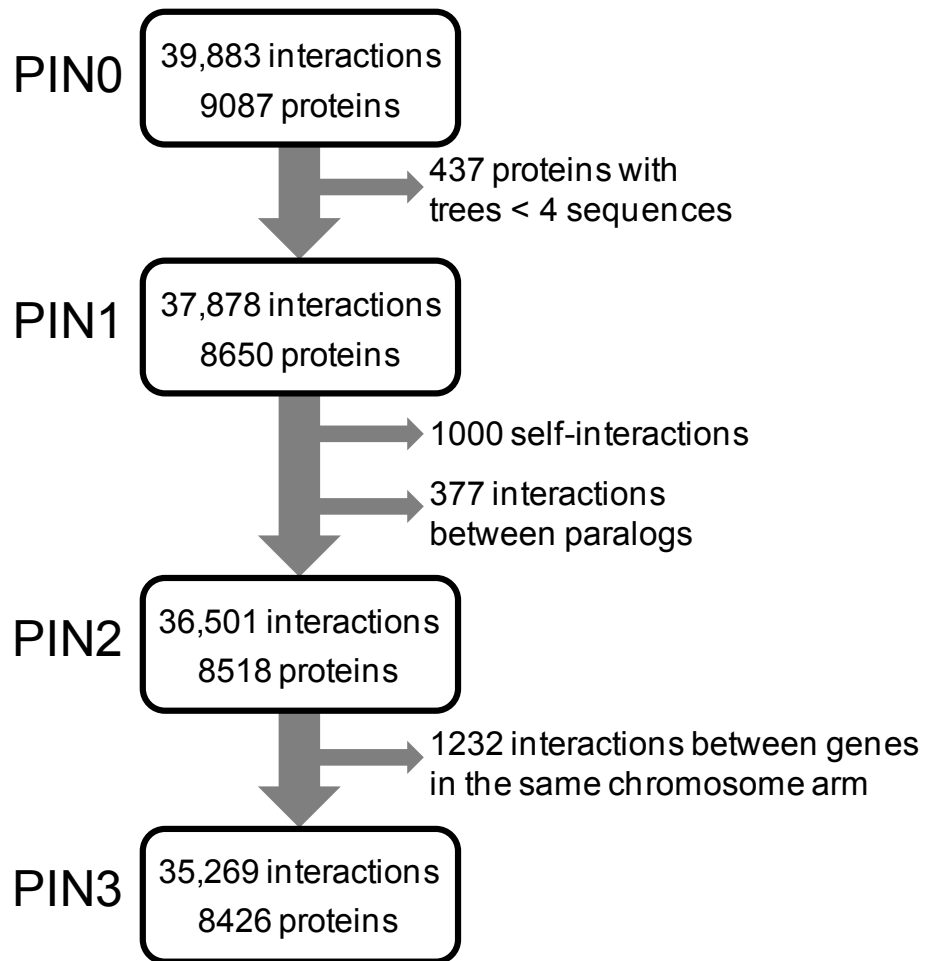 PIN0
39,883 interactions
9087 proteins
437 proteins with
trees < 4 sequences
PIN1
37,878 interactions
8650 proteins
1000 self-interactions
377 interactions
between paralogs
PIN2
36,501 interactions
8518 proteins
1232 interactions between genes
in the same chromosome arm
PIN3
35,269 interactions
8426 proteins